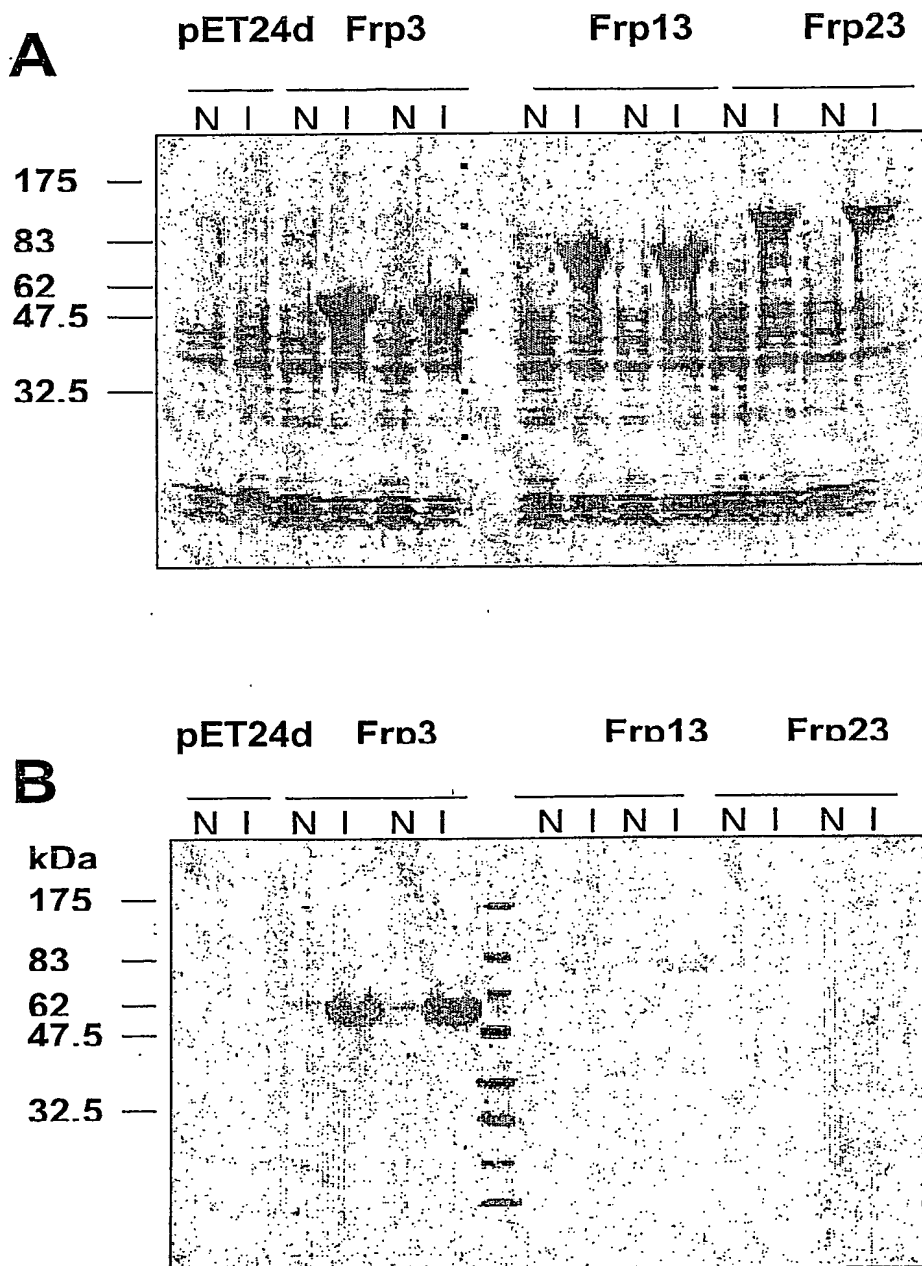 A
pET24d Frp3 Frp13 Frp23
N I N I N I N I N I N I N I
175
83
62
47.5
32.5
B
pET24d Frp3 Frp13 Frp23
N I N I N I N I N I N I N I
kDa
175
83
62
47.5
32.5